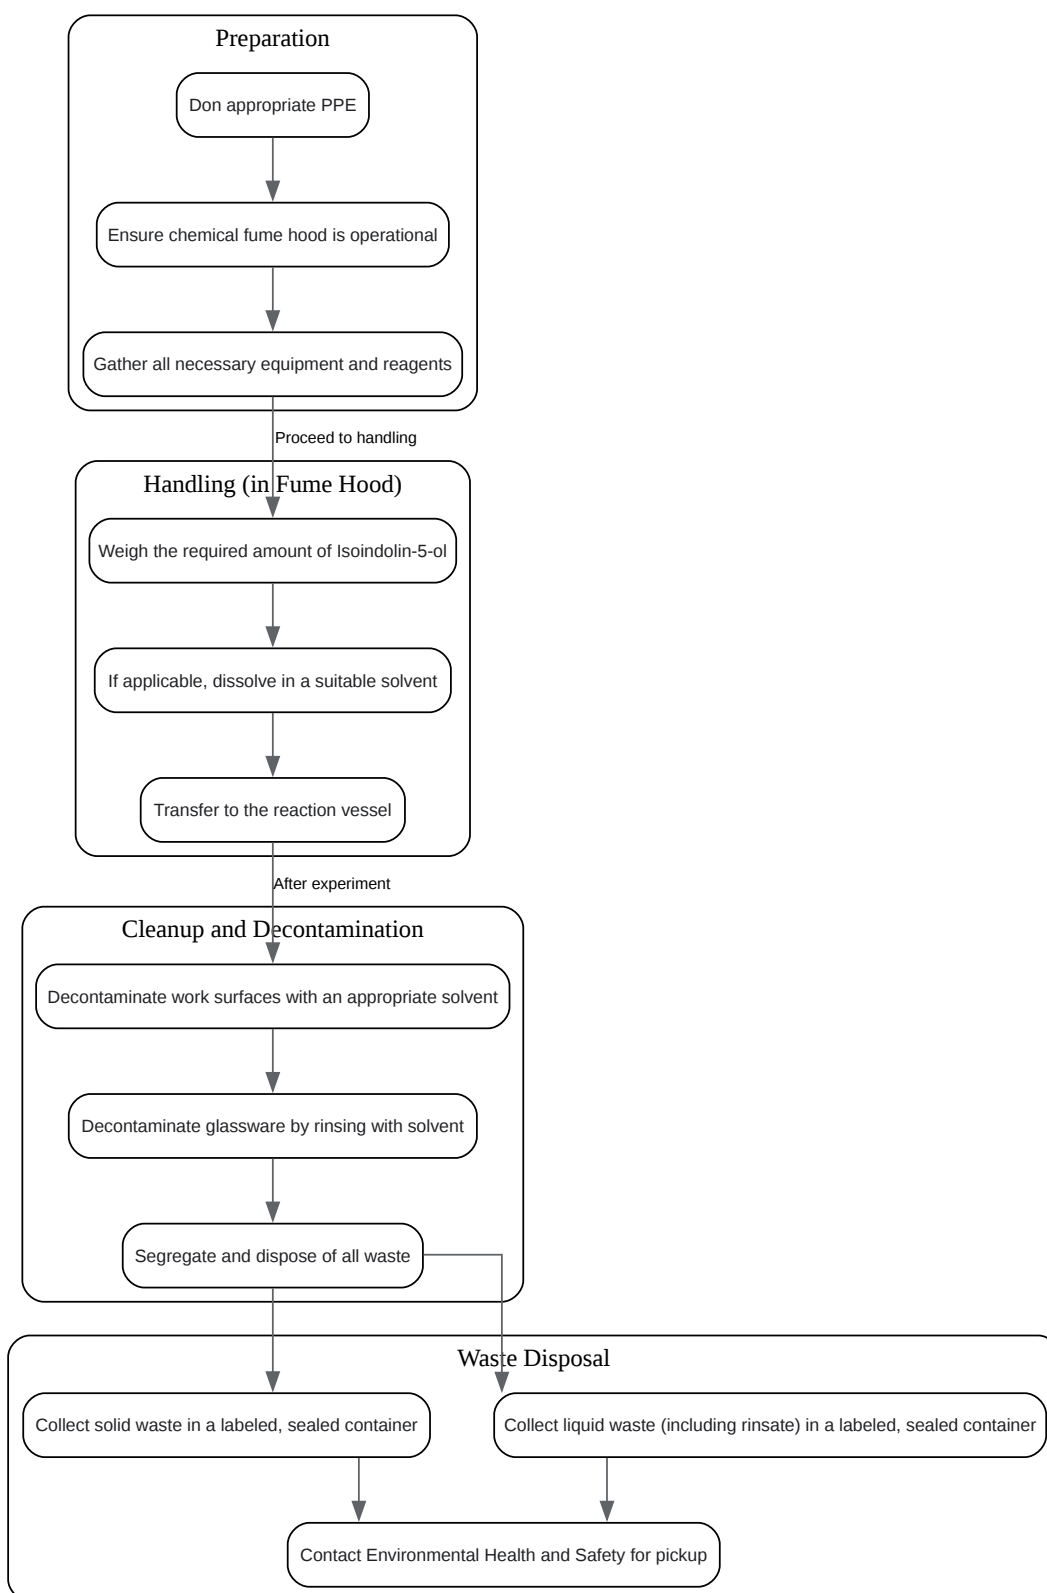 Preparation
Don appropriate PPE
Ensure chemical fume hood is operational
Gather all necessary equipment and reagents
Proceed to handling
Handling (in Fume Hood)
Weigh the required amount of Isoindolin-5-ol
If applicable, dissolve in a suitable solvent
Transfer to the reaction vessel
After experiment
Cleanup and Decontamination
Decontaminate work surfaces with an appropriate solvent
Decontaminate glassware by rinsing with solvent
Segregate and dispose of all waste
Waste Disposal
Collect solid waste in a labeled, sealed container
Collect liquid waste (including rinsate) in a labeled, sealed container
Contact Environmental Health and Safety for pickup